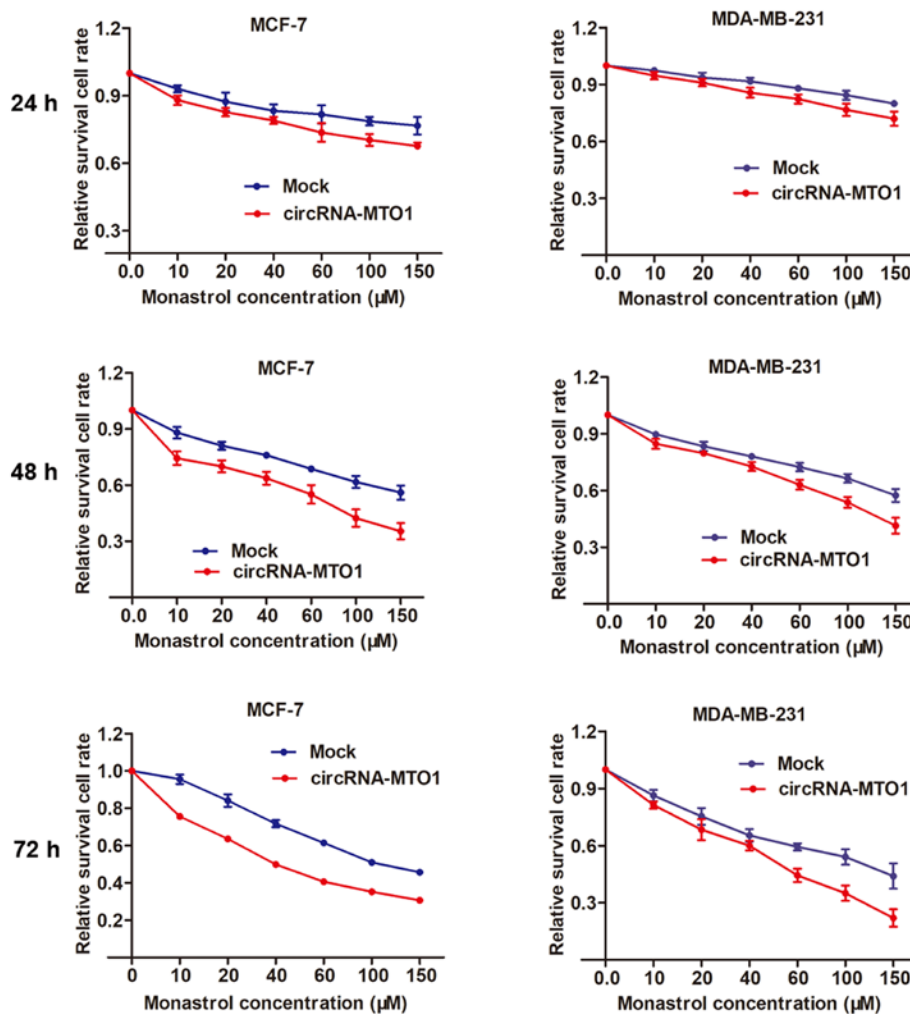 24 h
MCF-7
Relative survival cell rate
1.2
0.9
0.6
0.3
Mock
circRNA-MTO1
0.0 10 20 40 60 100 150
Monastrol concentration (µM)
MDA-MB-231
Relative survival cell rate
1.2
0.9
0.6
0.3
Mock
circRNA-MTO1
0.0 10 20 40 60 100 150
Monastrol concentration (µM)
48 h
MCF-7
Relative survival cell rate
1.2
0.9
0.6
0.3
Mock
circRNA-MTO1
0.0 10 20 40 60 100 150
Monastrol concentration (µM)
MDA-MB-231
Relative survival cell rate
1.2
0.9
0.6
0.3
Mock
circRNA-MTO1
0.0 10 20 40 60 100 150
Monastrol concentration (µM)
72 h
MCF-7
Relative survival cell rate
1.2
1.0
0.8
0.6
0.4
0.2
Mock
circRNA-MTO1
0 10 20 40 60 100 150
Monastrol concentration (µM)
MDA-MB-231
Relative survival cell rate
1.2
0.9
0.6
0.3
Mock
circRNA-MTO1
0.0 10 20 40 60 100 150
Monastrol concentration (µM)